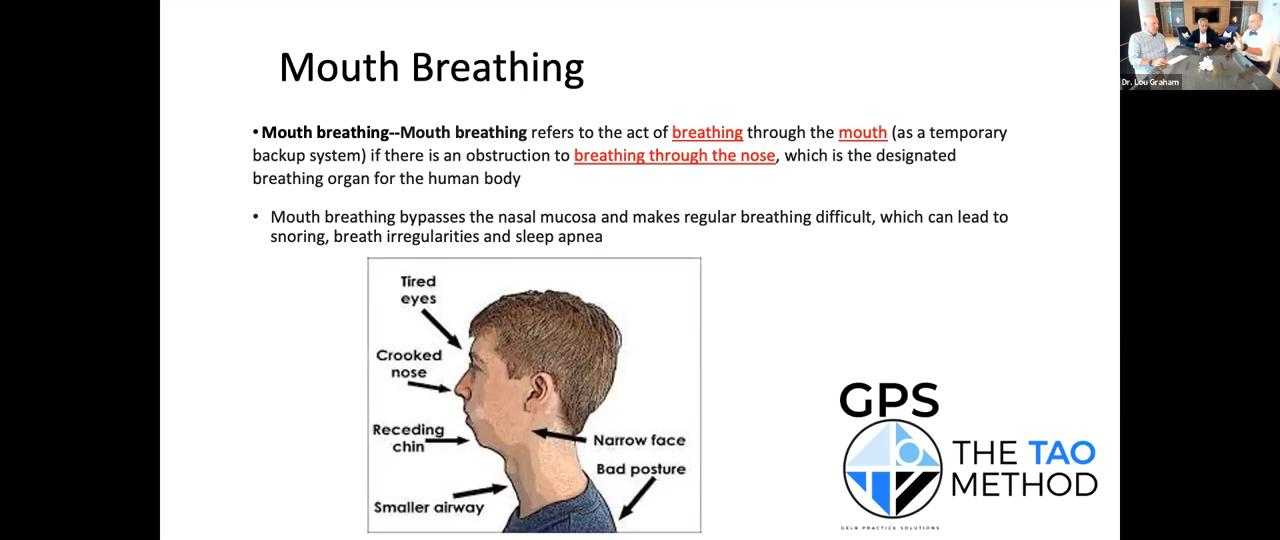 Mouth Breathing
Dr. Lou Graham
•Mouth breathing--Mouth breathing refers to the act of breathing through the mouth (as a temporary
backup system) if there is an obstruction to breathing through the nose, which is the designated
breathing organ for the human body
• Mouth breathing bypasses the nasal mucosa and makes regular breathing difficult, which can lead to
snoring, breath irregularities and sleep apnea
Tired
eyes
Crooked
nose
Receding
chin
Narrow face
Bad posture
Smaller airway
GPS
THE TAO
METHOD
GELB PRACTICE SOLUTIONS